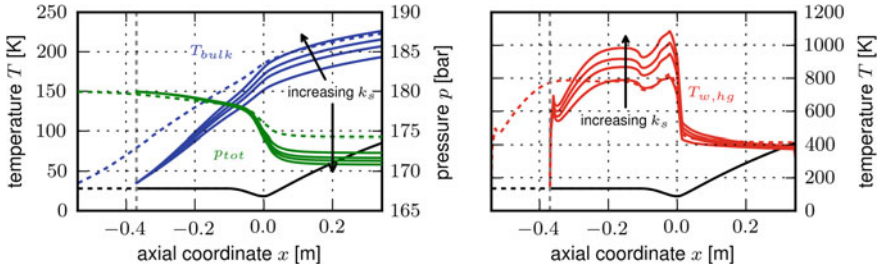 250
200
150
100
50
0
temperature T [K]
−0.4 −0.2 0.0 0.2
axial coordinate x [m]
190
185
180
175
170
165
pressure p [bar]
T_bulk
increasing k_s
p_tot
1200
1000
800
600
400
200
0
temperature T [K]
−0.4 −0.2 0.0 0.2
axial coordinate x [m]
T_w,hg
increasing k_s